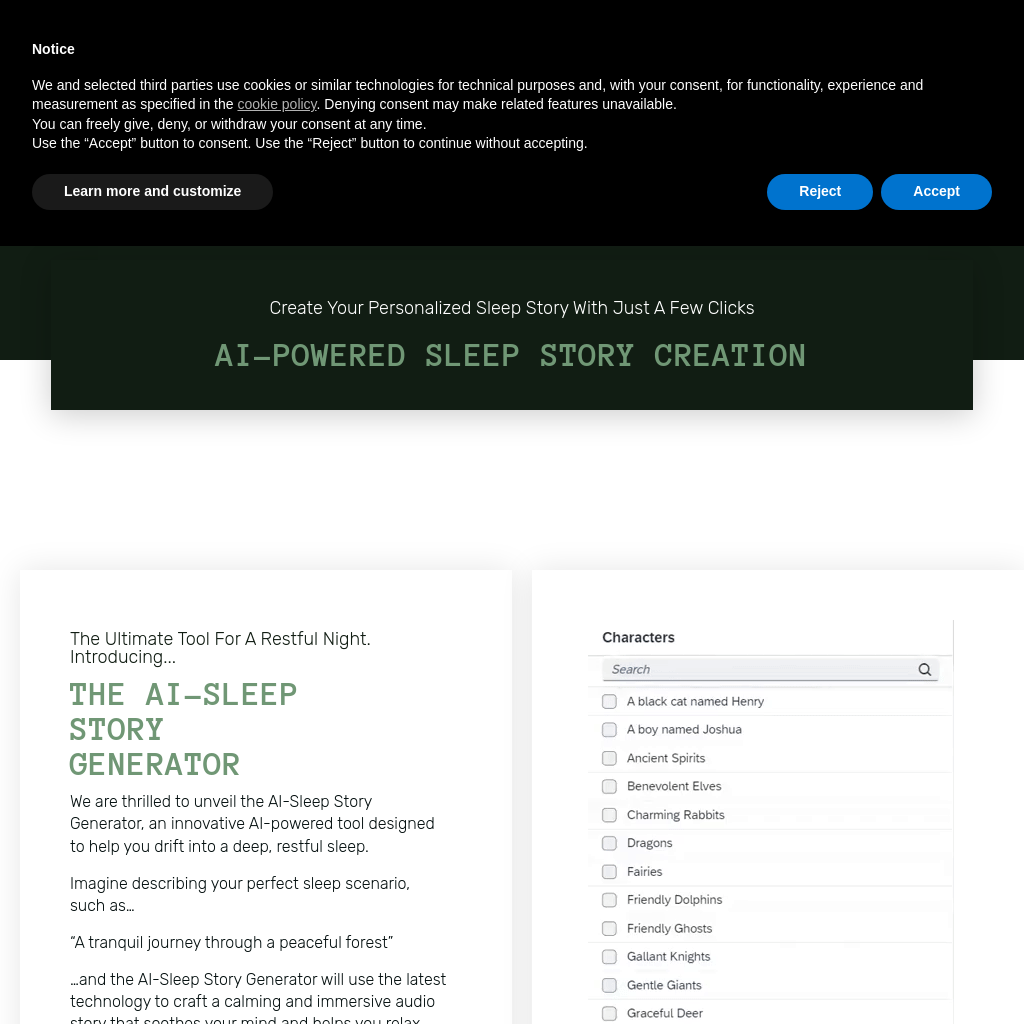 Notice
We and selected third parties use cookies or similar technologies for technical purposes and, with your consent, for functionality, experience and
measurement as specified in the cookie policy. Denying consent may make related features unavailable.
You can freely give, deny, or withdraw your consent at any time.
Use the “Accept” button to consent. Use the “Reject” button to continue without accepting.
Learn more and customize
Reject
Accept
Create Your Personalized Sleep Story With Just A Few Clicks
AI–POWERED SLEEP STORY CREATION
The Ultimate Tool For A Restful Night.
Introducing...
THE AI–SLEEP
STORY
GENERATOR
We are thrilled to unveil the AI-Sleep Story
Generator, an innovative AI-powered tool designed
to help you drift into a deep, restful sleep.
Imagine describing your perfect sleep scenario,
such as…
“A tranquil journey through a peaceful forest”
…and the AI-Sleep Story Generator will use the latest
technology to craft a calming and immersive audio
story that soothes your mind and helps you relax
Characters
Search
A black cat named Henry
A boy named Joshua
Ancient Spirits
Benevolent Elves
Charming Rabbits
Dragons
Fairies
Friendly Dolphins
Friendly Ghosts
Gallant Knights
Gentle Giants
Graceful Deer